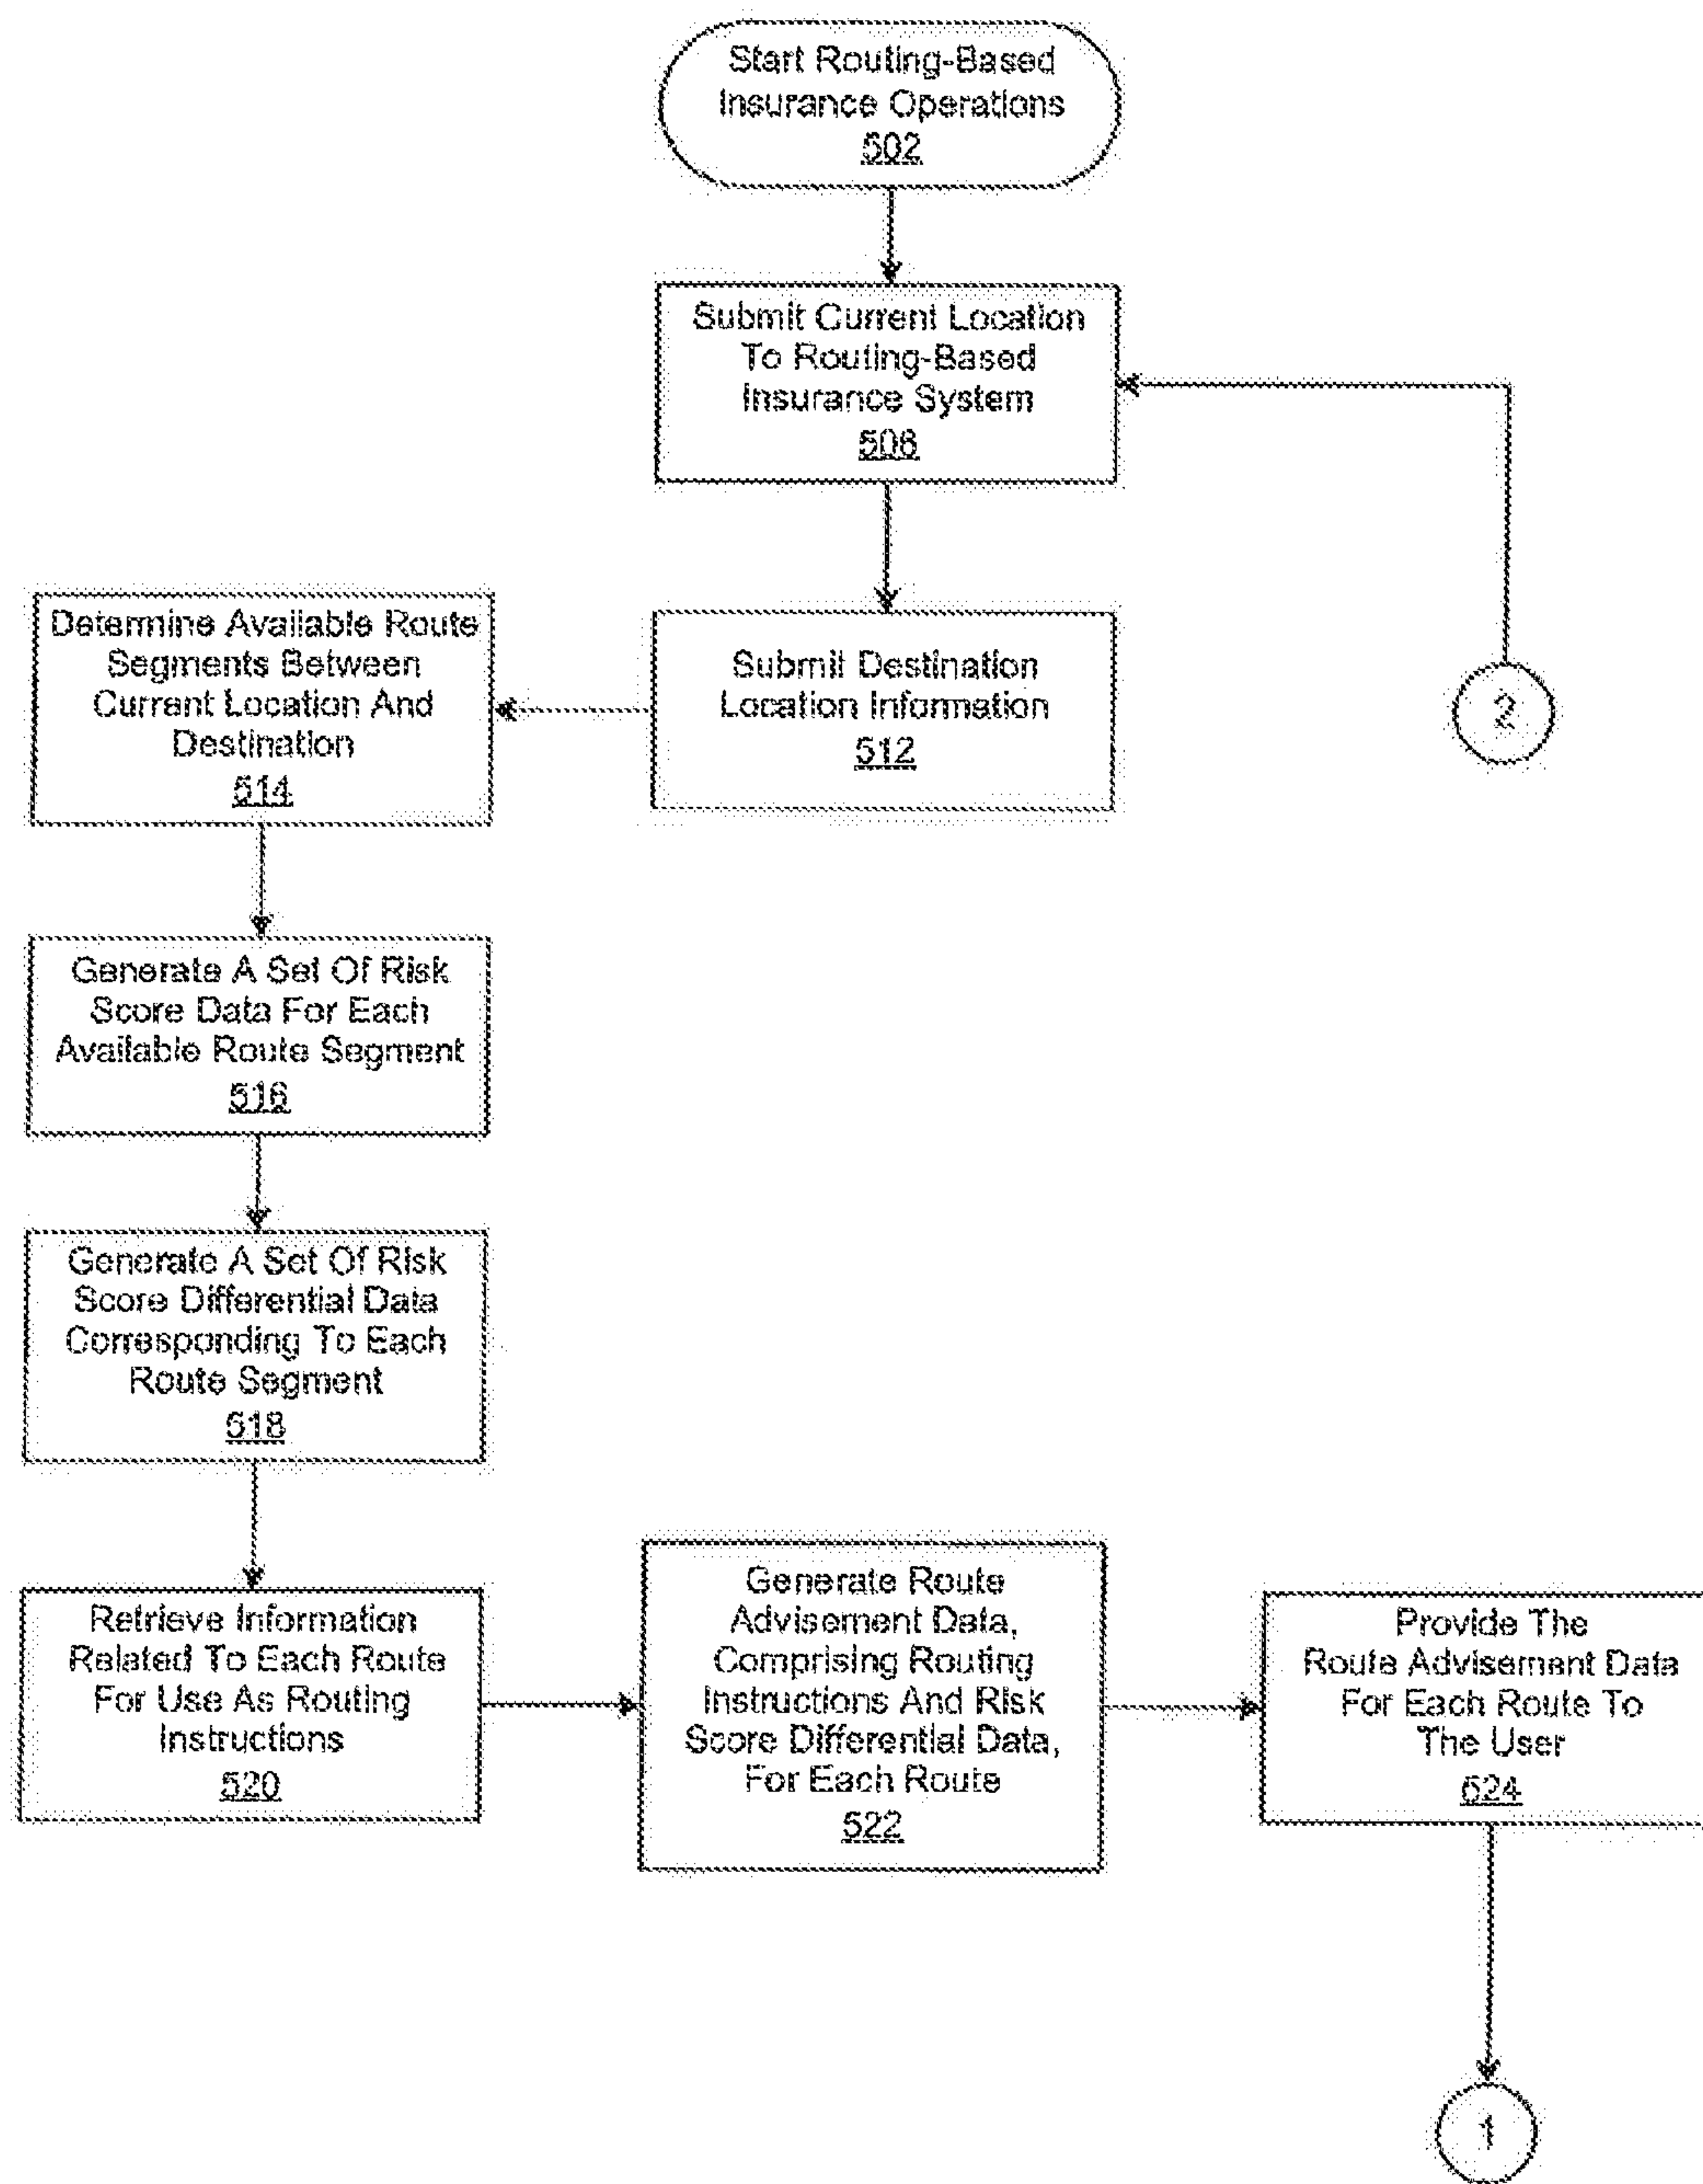 Start Routing-Based
Insurance Operations
502
Submit Current Location
To Routing-Based
Insurance System
506
Submit Destination
Location Information
512
2
Determine Available Route
Segments Between
Current Location And
Destination
514
Generate A Set Of Risk
Score Data For Each
Available Route Segment
516
Generate A Set Of Risk
Score Differential Data
Corresponding To Each
Route Segment
518
Retrieve Information
Related To Each Route
For Use As Routing
Instructions
520
Generate Route
Advisement Data,
Comprising Routing
Instructions And Risk
Score Differential Data,
For Each Route
522
Provide The
Route Advisement Data
For Each Route To
The User
524
1